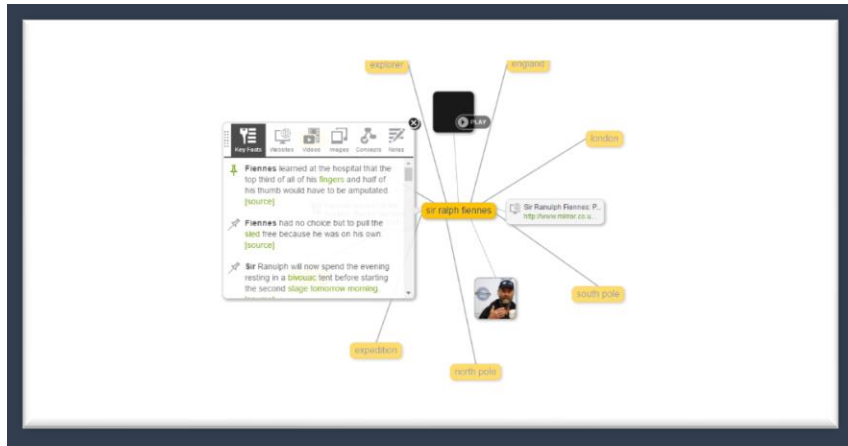 explorer
england
PLAY
Key Facts Websites Videos Images Connects Notes
london
Fiennes learned at the hospital that the
top third of all of his fingers and half of
his thumb would have to be amputated.
[source]
sir ralph fiennes
Sir Ranulph Fiennes: P...
http://www.mirror.co.u...
Fiennes had no choice but to pull the
sled free because he was on his own.
[source]
Sir Ranulph will now spend the evening
resting in a bivouac tent before starting
the second stage tomorrow morning.
south pole
expedition
north pole